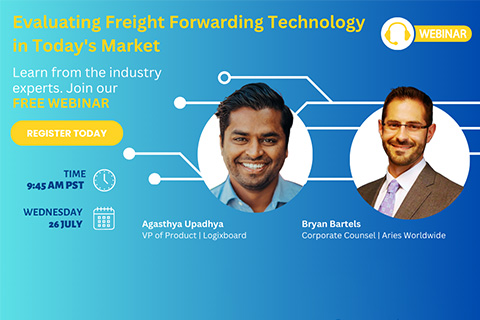 Evaluating Freight Forwarding Technology
in Today's Market
WEBINAR
Learn from the industry
experts. Join our
FREE WEBINAR
REGISTER TODAY
TIME
9:45 AM PST
WEDNESDAY
26 JULY
Agasthya Upadhya
VP of Product | Logixboard
Bryan Bartels
Corporate Counsel | Aries Worldwide